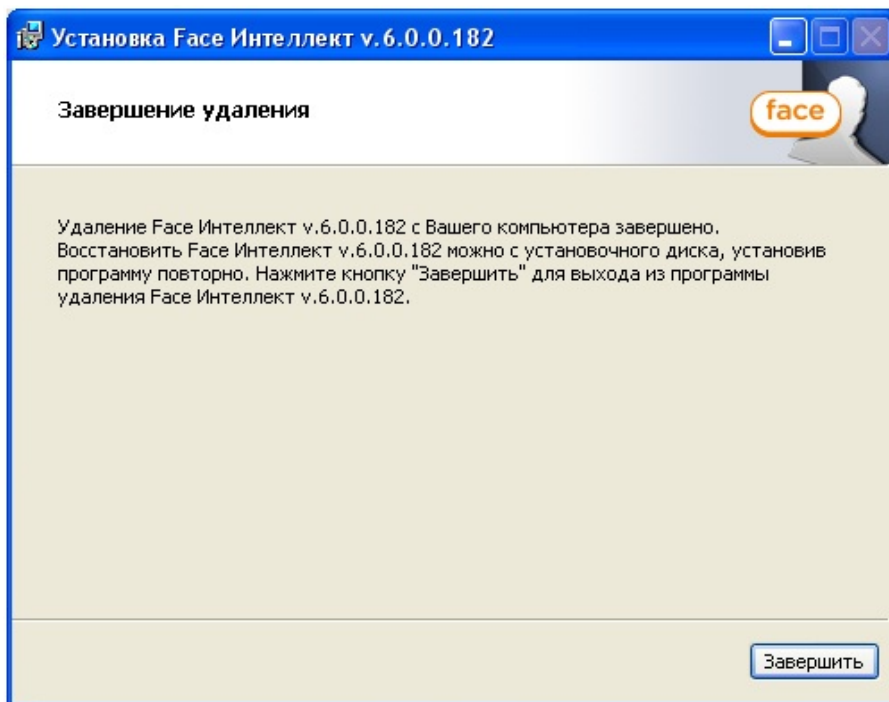 Установка Face Интеллект v.6.0.0.182
Завершение удаления
face
Удаление Face Интеллект v.6.0.0.182 с Вашего компьютера завершено.
Восстановить Face Интеллект v.6.0.0.182 можно с установочного диска, установив
программу повторно. Нажмите кнопку "Завершить" для выхода из программы
удаления Face Интеллект v.6.0.0.182.
Завершить